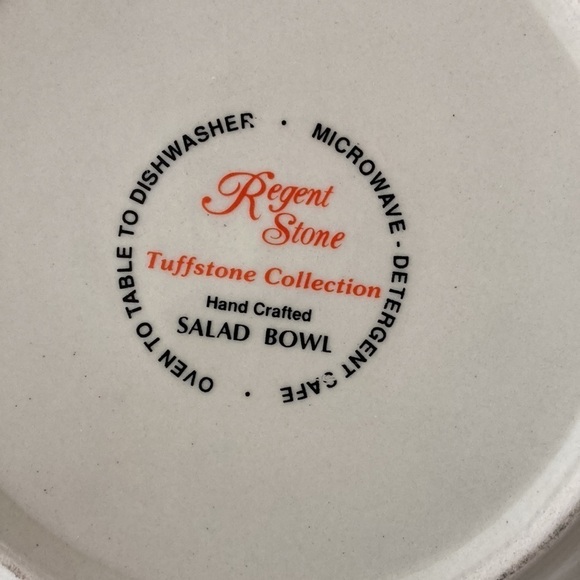 Regent
Stone
Tuffstone Collection
Hand Crafted
SALAD BOWL
OVEN TO TABLE TO DISHWASHER · MICROWAVE - DETERGENT SAFE ·